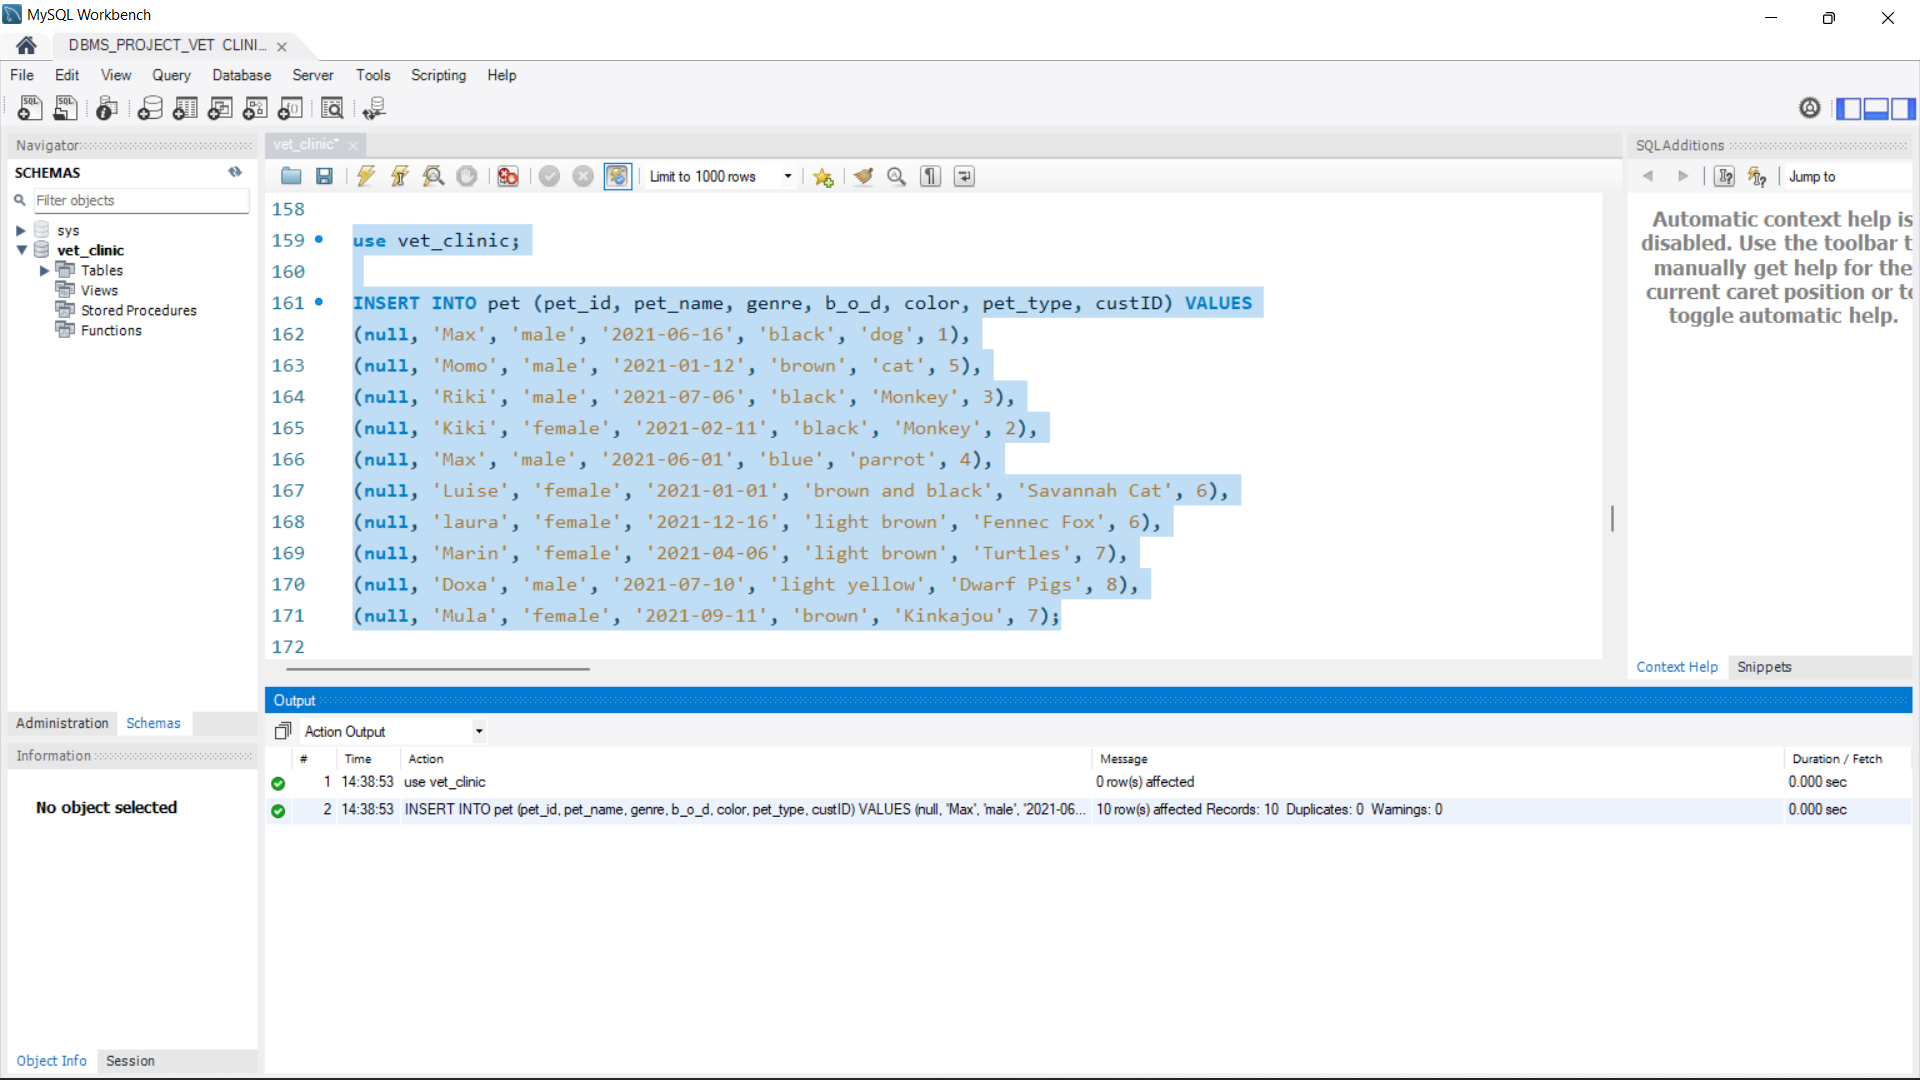 MySQL Workbench
DBMS_PROJECT_VET CLINI...
File Edit View Query Database Server Tools Scripting Help
Navigator
SCHEMAS
Filter objects
sys
vet_clinic
Tables
Views
Stored Procedures
Functions
Administration Schemas
Information
No object selected
Object Info Session
vet_clinic*
Limit to 1000 rows
158
159 use vet_clinic;
160
161 INSERT INTO pet (pet_id, pet_name, genre, b_o_d, color, pet_type, custID) VALUES
162 (null, 'Max', 'male', '2021-06-16', 'black', 'dog', 1),
163 (null, 'Momo', 'male', '2021-01-12', 'brown', 'cat', 5),
164 (null, 'Riki', 'male', '2021-07-06', 'black', 'Monkey', 3),
165 (null, 'Kiki', 'female', '2021-02-11', 'black', 'Monkey', 2),
166 (null, 'Max', 'male', '2021-06-01', 'blue', 'parrot', 4),
167 (null, 'Luise', 'female', '2021-01-01', 'brown and black', 'Savannah Cat', 6),
168 (null, 'laura', 'female', '2021-12-16', 'light brown', 'Fennec Fox', 6),
169 (null, 'Marin', 'female', '2021-04-06', 'light brown', 'Turtles', 7),
170 (null, 'Doxa', 'male', '2021-07-10', 'light yellow', 'Dwarf Pigs', 8),
171 (null, 'Mula', 'female', '2021-09-11', 'brown', 'Kinkajou', 7);
172
SQLAdditions
Jump to
Automatic context help is
disabled. Use the toolbar t
manually get help for the
current caret position or to
toggle automatic help.
Context Help Snippets
Output
Action Output
# Time Action Message Duration / Fetch
1 14:38:53 use vet_clinic 0 row(s) affected 0.000 sec
2 14:38:53 INSERT INTO pet (pet_id, pet_name, genre, b_o_d, color, pet_type, custID) VALUES (null, 'Max', 'male', '2021-06... 10 row(s) affected Records: 10 Duplicates: 0 Warnings: 0 0.000 sec